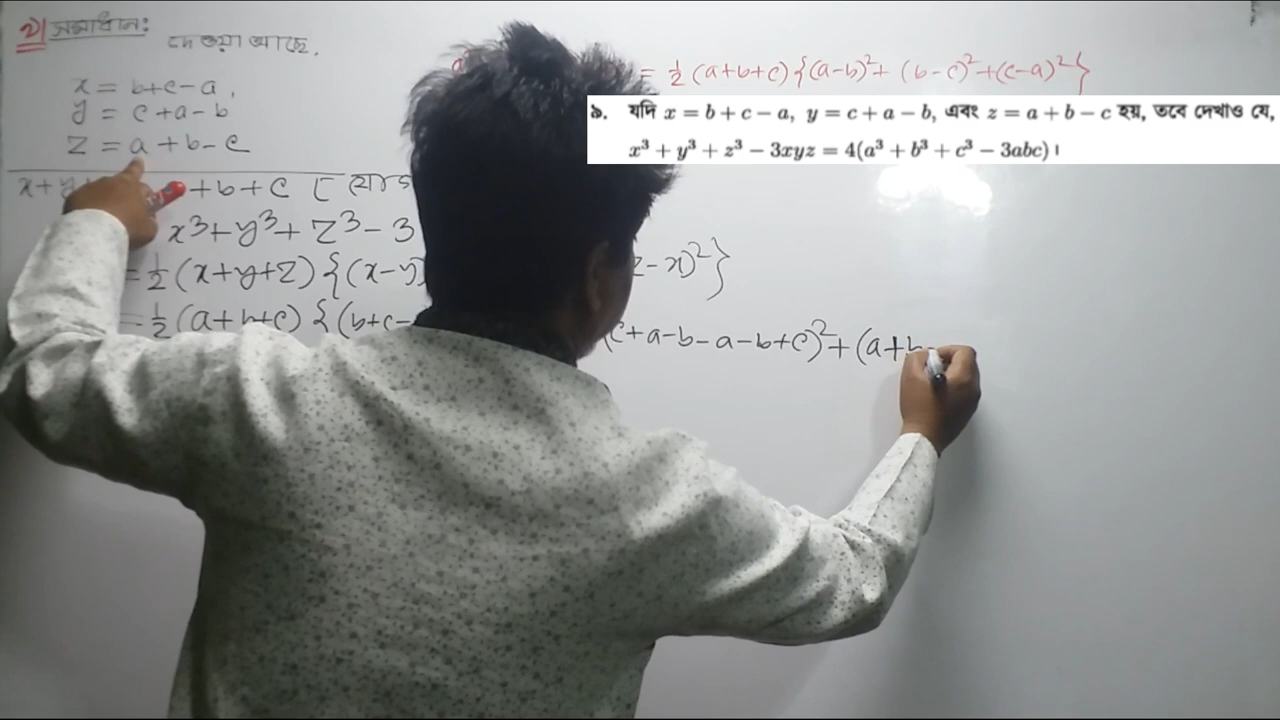 ৯| সমাধান:
দেওয়া আছে,
x = b+c-a,
y = c+a-b
z = a+b-c
= 1/2 (a+b+c) {(a-b)²+ (b-c)²+(c-a)²}
৯. যদি x = b + c − a, y = c + a − b, এবং z = a + b − c হয়, তবে দেখাও যে,
x³ + y³ + z³ − 3xyz = 4(a³ + b³ + c³ − 3abc)।
+b+c [যোগ
x³+y³+ z³- 3
= 1/2 (x+y+z) {(x-y) z-x)²}
= 1/2 (a+b+c) {(b+c- (c+a-b-a-b+c)²+(a+b